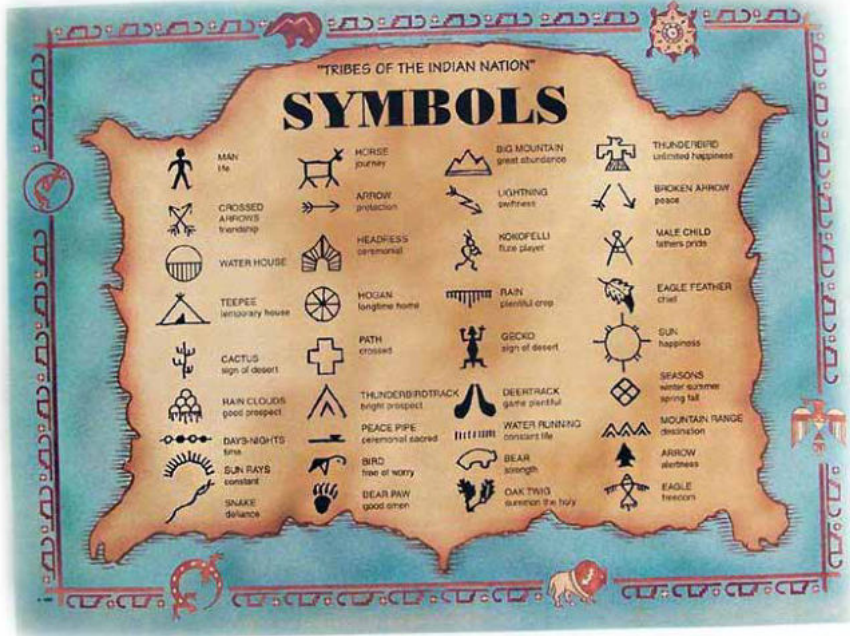 "TRIBES OF THE INDIAN NATION"
SYMBOLS
MAN
life
CROSSED
ARROWS
friendship
WATER HOUSE
TEEPEE
temporary house
CACTUS
sign of desert
RAIN CLOUDS
good prospect
DAYS-NIGHTS
time
SUN RAYS
constant
SNAKE
defiance
HORSE
journey
ARROW
protection
HEADRESS
ceremonial
HOGAN
longtime home
PATH
crossed
THUNDERBIRDTRACK
bright prospect
PEACE PIPE
ceremonial sacred
BIRD
free of worry
BEAR PAW
good omen
BIG MOUNTAIN
great abundance
LIGHTNING
swiftness
KOKOPELLI
flute player
RAIN
plentiful crop
GECKO
sign of desert
DEERTRACK
game plentiful
WATER RUNNING
constant life
BEAR
strength
OAK TWIG
summon the holy
THUNDERBIRD
unlimited happiness
BROKEN ARROW
peace
MALE CHILD
fathers pride
EAGLE FEATHER
chief
SUN
happiness
SEASONS
winter summer
spring fall
MOUNTAIN RANGE
destination
ARROW
alertness
EAGLE
freedom